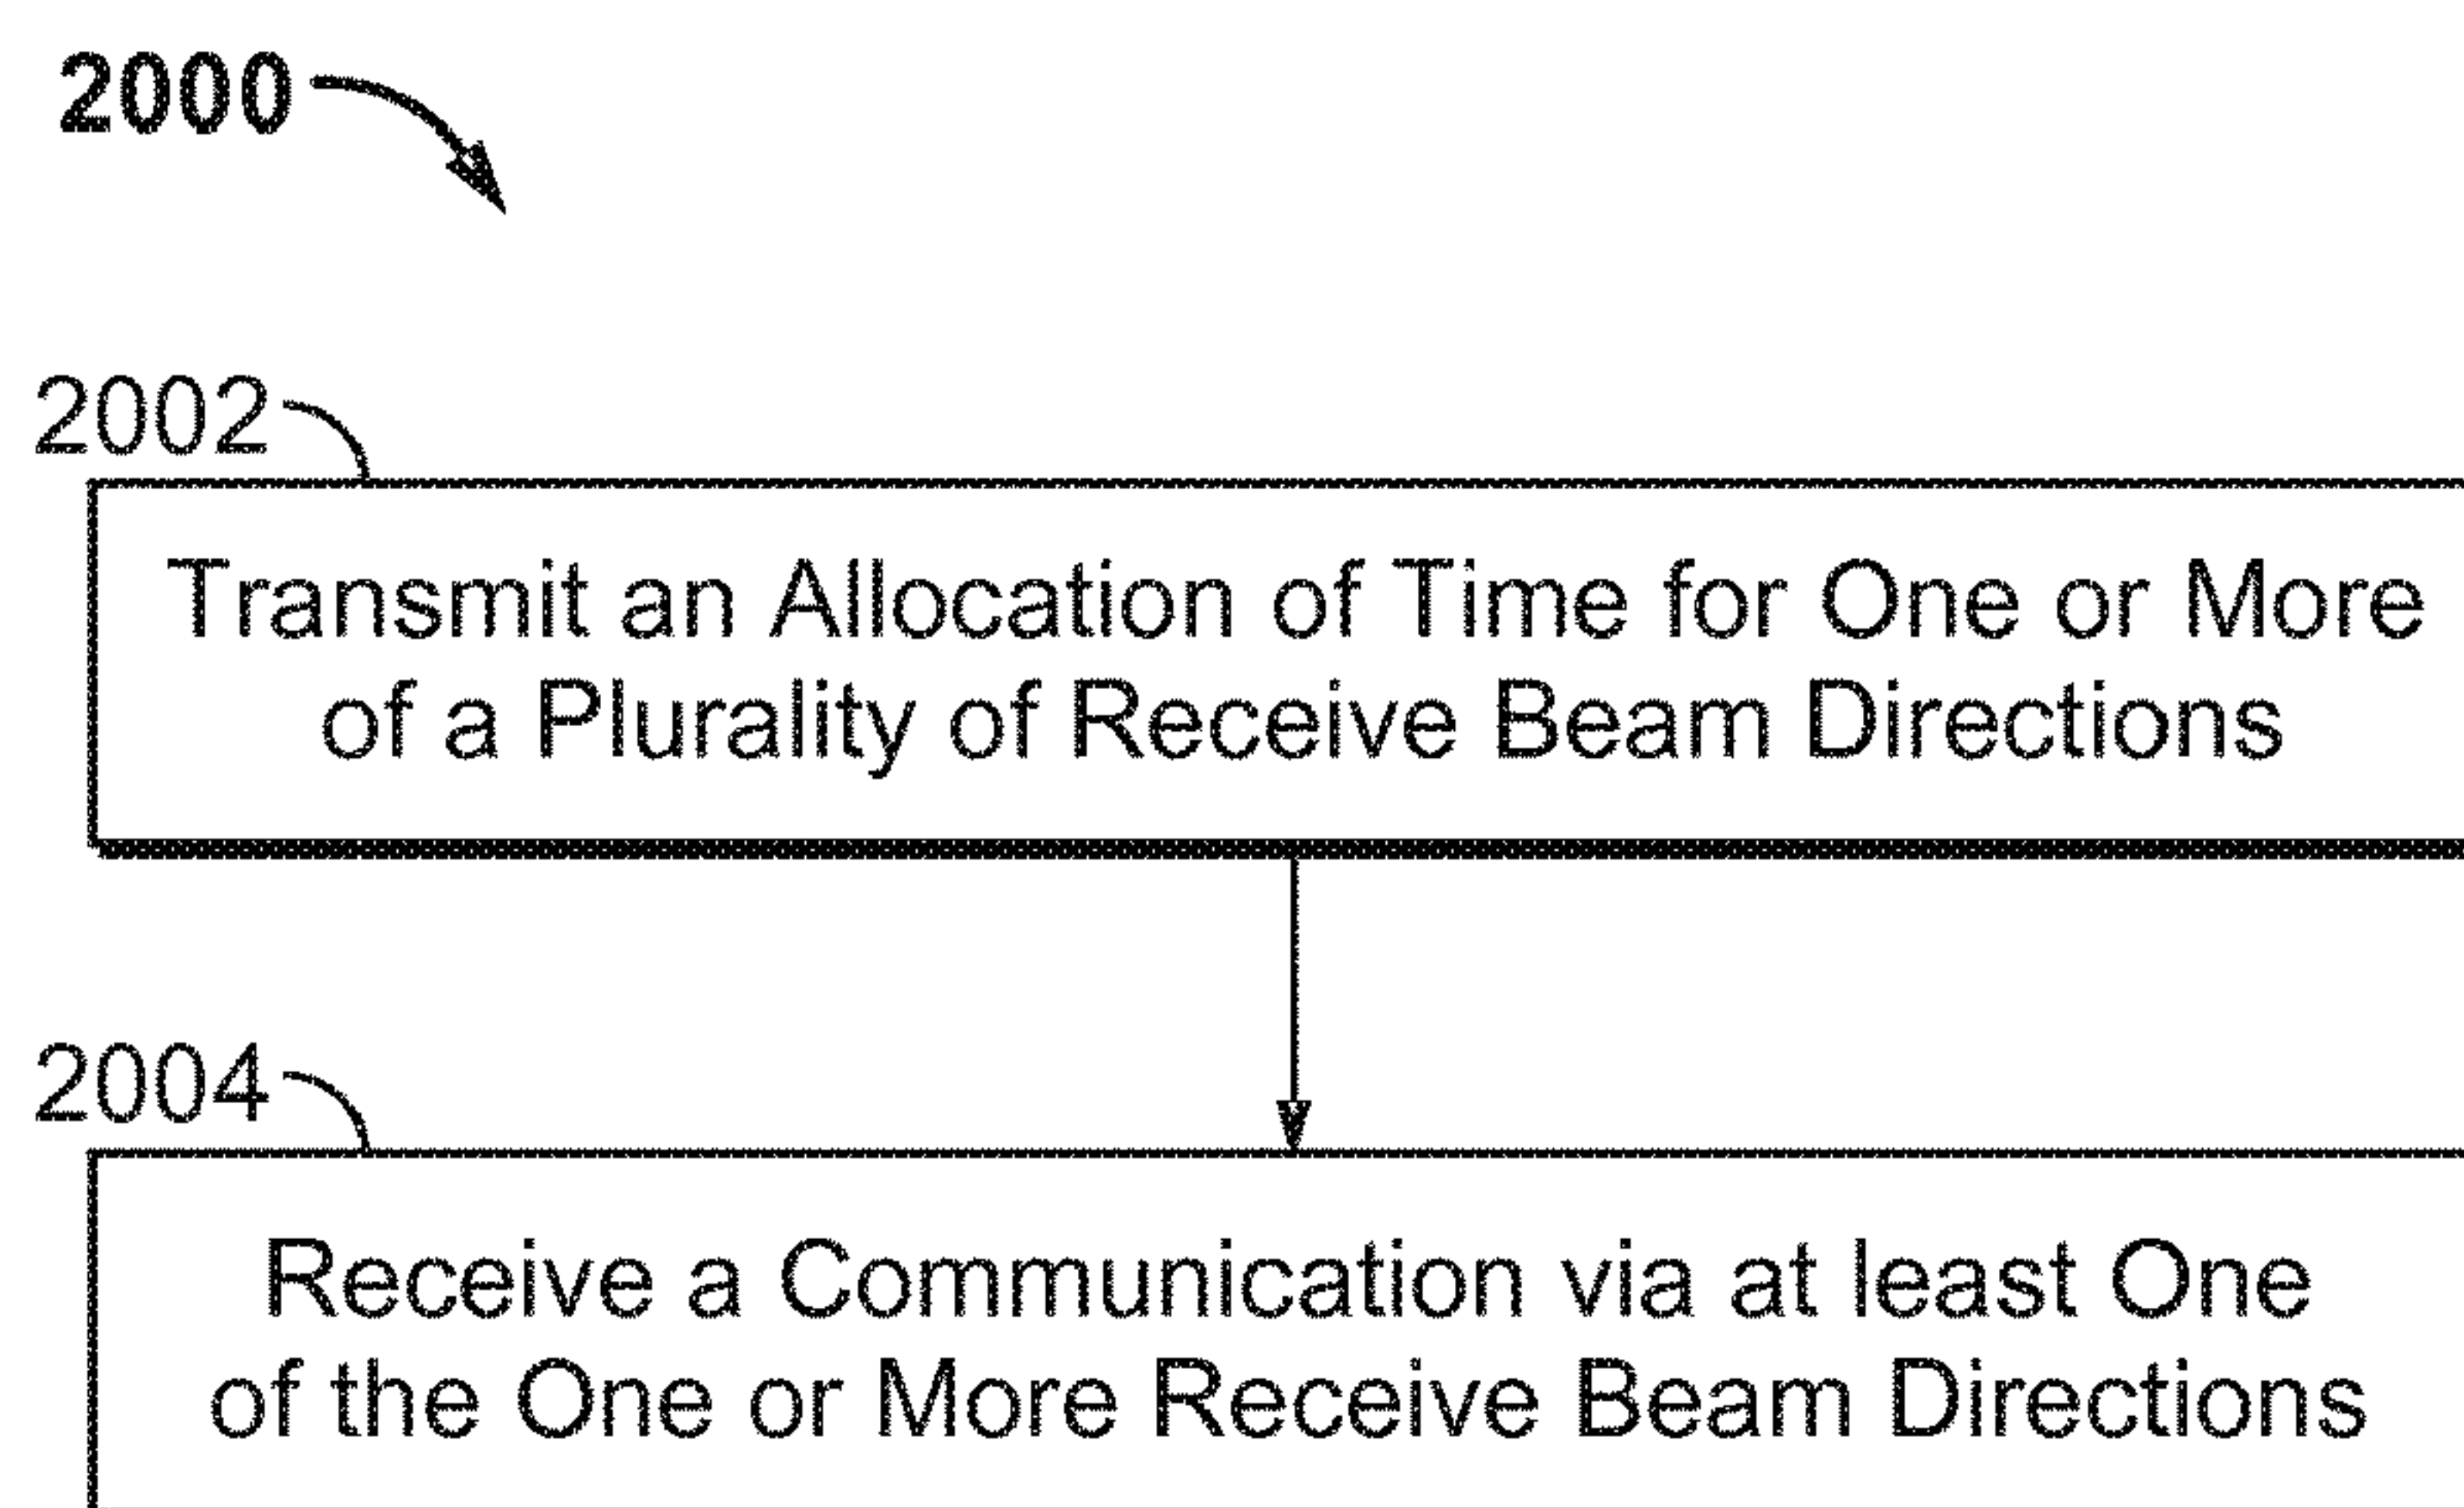 2000
2002
Transmit an Allocation of Time for One or More
of a Plurality of Receive Beam Directions
2004
Receive a Communication via at least One
of the One or More Receive Beam Directions